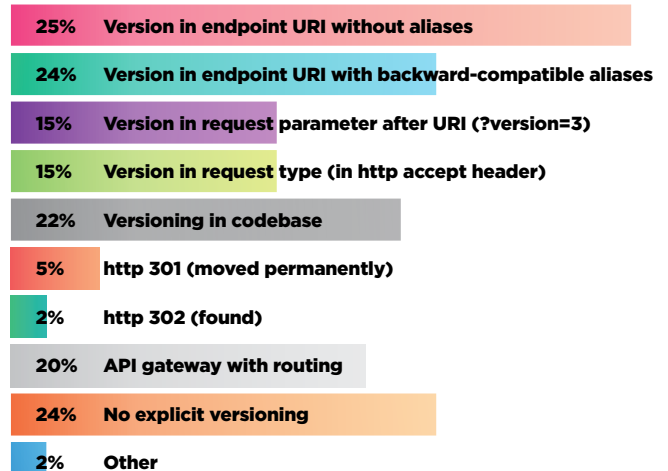 25% Version in endpoint URI without aliases
24% Version in endpoint URI with backward-compatible aliases
15% Version in request parameter after URI (?version=3)
15% Version in request type (in http accept header)
22% Versioning in codebase
5% http 301 (moved permanently)
2% http 302 (found)
20% API gateway with routing
24% No explicit versioning
2% Other